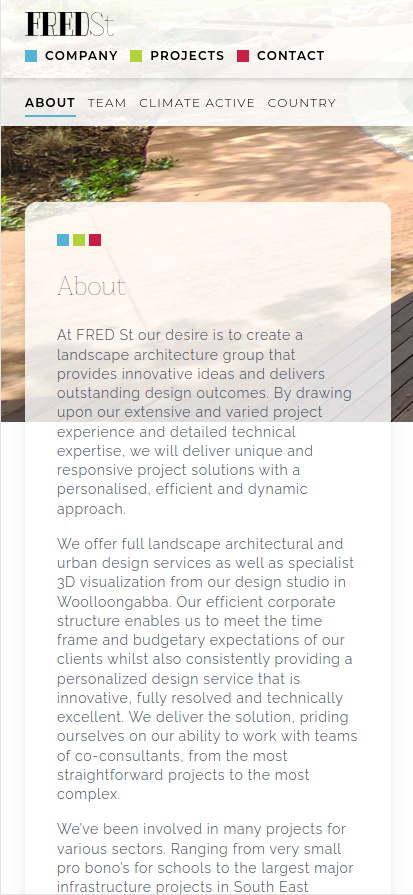 FREDSt
COMPANY PROJECTS CONTACT
ABOUT TEAM CLIMATE ACTIVE COUNTRY
About
At FRED St our desire is to create a
landscape architecture group that
provides innovative ideas and delivers
outstanding design outcomes. By drawing
upon our extensive and varied project
experience and detailed technical
expertise, we will deliver unique and
responsive project solutions with a
personalised, efficient and dynamic
approach.
We offer full landscape architectural and
urban design services as well as specialist
3D visualization from our design studio in
Woolloongabba. Our efficient corporate
structure enables us to meet the time
frame and budgetary expectations of our
clients whilst also consistently providing a
personalized design service that is
innovative, fully resolved and technically
excellent. We deliver the solution, priding
ourselves on our ability to work with teams
of co-consultants, from the most
straightforward projects to the most
complex.
We’ve been involved in many projects for
various sectors. Ranging from very small
pro bono’s for schools to the largest major
infrastructure projects in South East